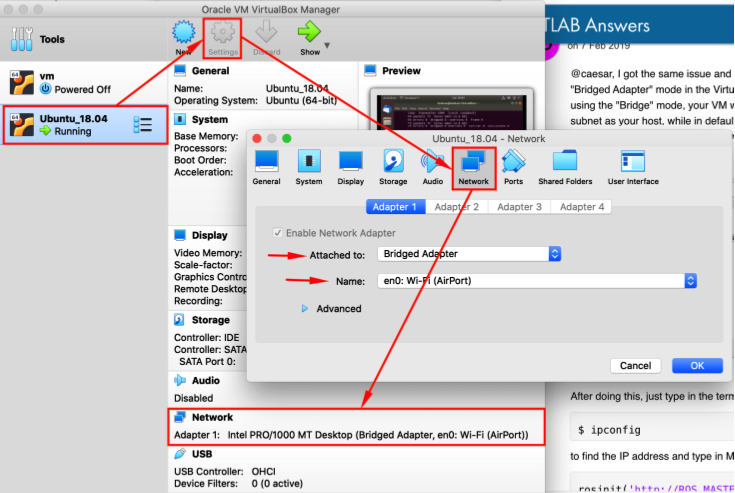 Oracle VM VirtualBox Manager
Tools
New
Settings
Discard
Show
64
vm
Powered Off
64
Ubuntu_18.04
Running
General
Name: Ubuntu_18.04
Operating System: Ubuntu (64-bit)
Preview
System
Base Memory:
Processors:
Boot Order:
Acceleration:
Display
Video Memory:
Scale-factor:
Graphics Contro
Remote Desktop
Recording:
Storage
Controller: IDE
Controller: SATA
SATA Port 0:
Audio
Disabled
Network
Adapter 1: Intel PRO/1000 MT Desktop (Bridged Adapter, en0: Wi-Fi (AirPort))
USB
USB Controller: OHCI
Device Filters: 0 (0 active)
Ubuntu_18.04 - Network
General
System
Display
Storage
Audio
Network
Ports
Shared Folders
User Interface
Adapter 1
Adapter 2
Adapter 3
Adapter 4
Enable Network Adapter
Attached to: Bridged Adapter
Name: en0: Wi-Fi (AirPort)
Advanced
Cancel
OK
TLAB Answers
on 7 Feb 2019
@caesar, I got the same issue and
"Bridged Adapter" mode in the Virtu
using the "Bridge" mode, your VM w
subnet as your host, while in defaul
After doing this, just type in the tern
$ ipconfig
to find the IP address and type in M
rosinit('http://ROS_MASTE